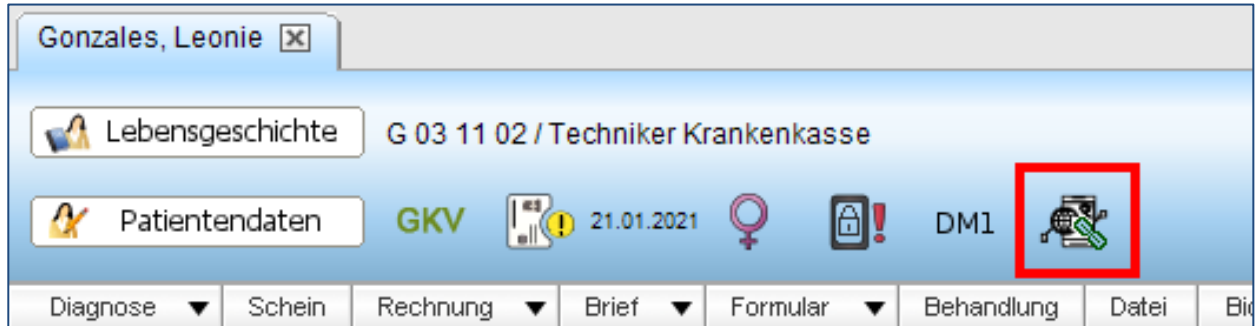 Gonzales, Leonie
Lebensgeschichte G 03 11 02 / Techniker Krankenkasse
Patientendaten GKV 21.01.2021 DM1
Diagnose Schein Rechnung Brief Formular Behandlung Datei